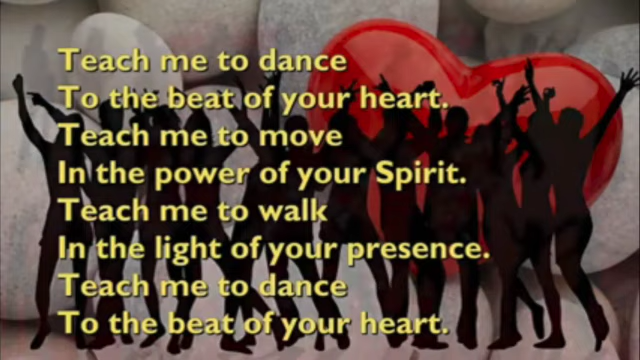 Teach me to dance
To the beat of your heart.
Teach me to move
In the power of your Spirit.
Teach me to walk
In the light of your presence.
Teach me to dance
To the beat of your heart.